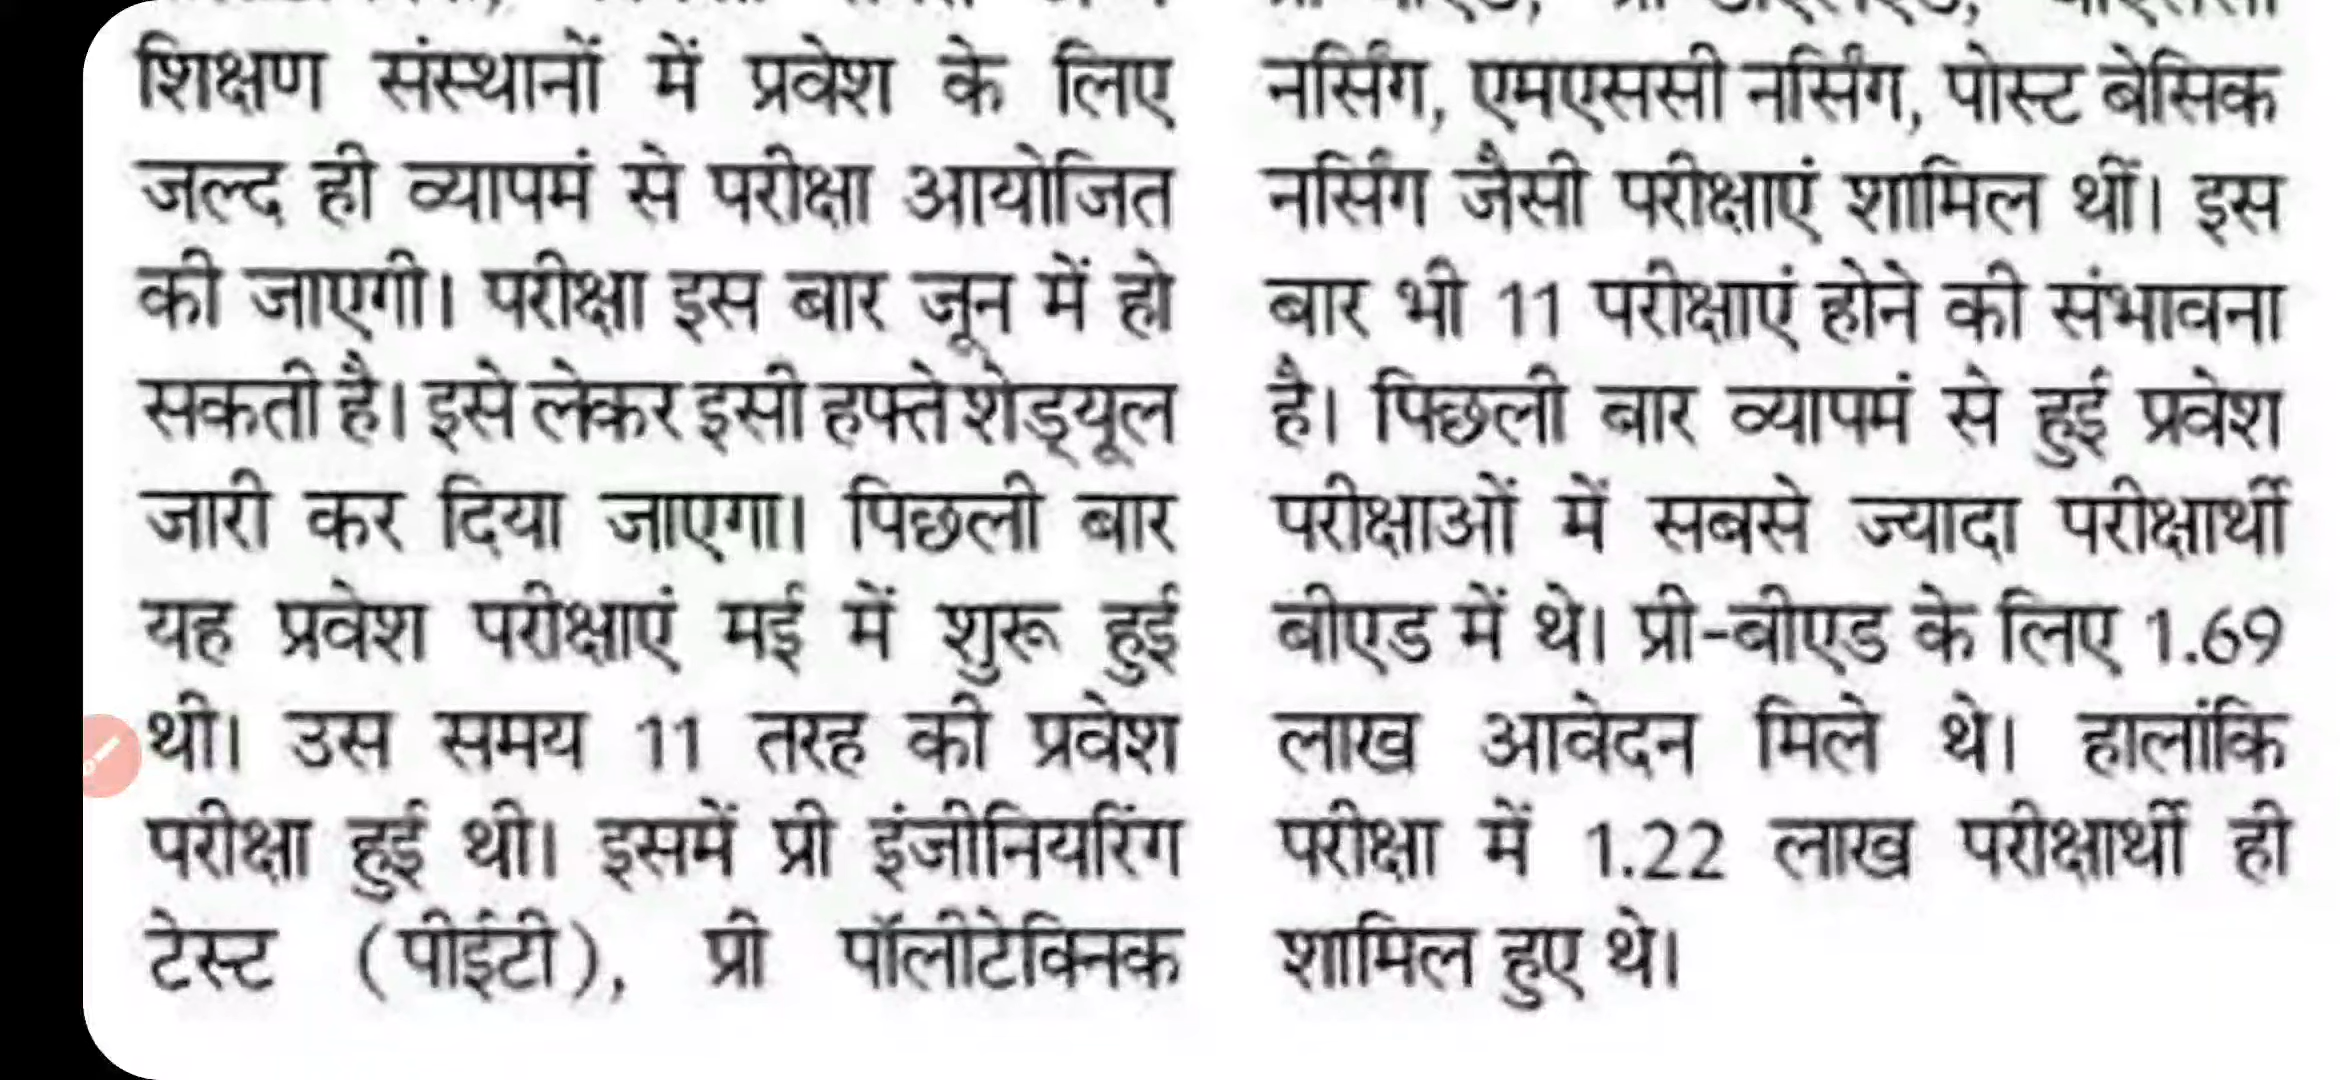 शिक्षण संस्थानों में प्रवेश के लिए
जल्द ही व्यापमं से परीक्षा आयोजित
की जाएगी। परीक्षा इस बार जून में हो
सकती है। इसे लेकर इसी हफ्ते शेड्यूल
जारी कर दिया जाएगा। पिछली बार
यह प्रवेश परीक्षाएं मई में शुरू हुई
थी। उस समय 11 तरह की प्रवेश
परीक्षा हुई थी। इसमें प्री इंजीनियरिंग
टेस्ट (पीईटी), प्री पॉलीटेक्निक
नर्सिंग, एमएससी नर्सिंग, पोस्ट बेसिक
नर्सिंग जैसी परीक्षाएं शामिल थीं। इस
बार भी 11 परीक्षाएं होने की संभावना
है। पिछली बार व्यापमं से हुई प्रवेश
परीक्षाओं में सबसे ज्यादा परीक्षार्थी
बीएड में थे। प्री-बीएड के लिए 1.69
लाख आवेदन मिले थे। हालांकि
परीक्षा में 1.22 लाख परीक्षार्थी ही
शामिल हुए थे।